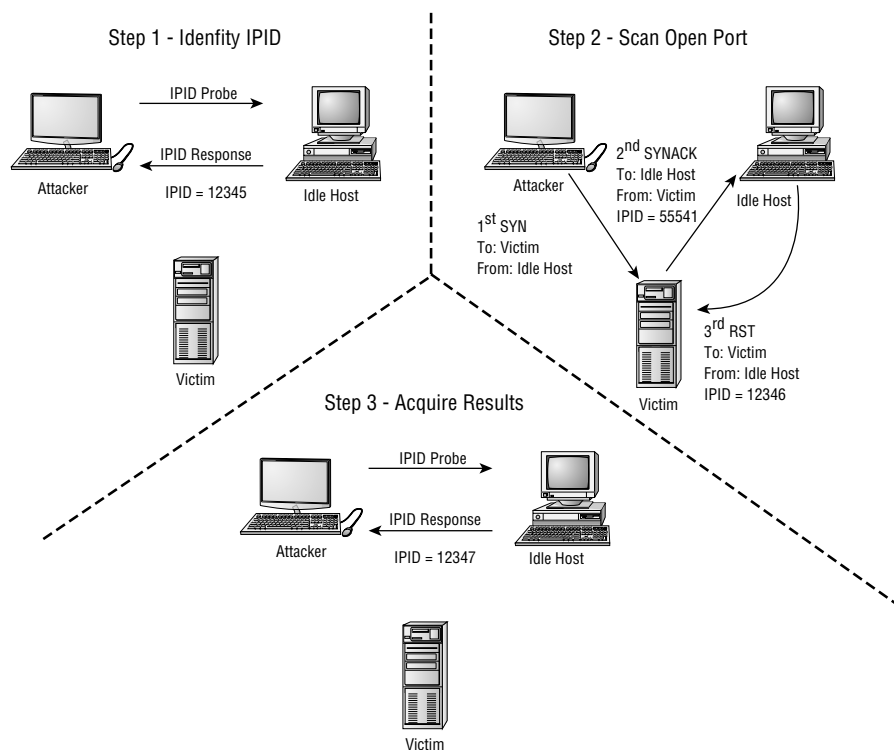 Step 1 - Idenfity IPID
IPID Probe
IPID Response
IPID = 12345
Attacker
Idle Host
Victim
Step 2 - Scan Open Port
Attacker
Idle Host
1st SYN
To: Victim
From: Idle Host
2nd SYNACK
To: Idle Host
From: Victim
IPID = 55541
3rd RST
To: Victim
From: Idle Host
IPID = 12346
Victim
Step 3 - Acquire Results
IPID Probe
IPID Response
IPID = 12347
Attacker
Idle Host
Victim